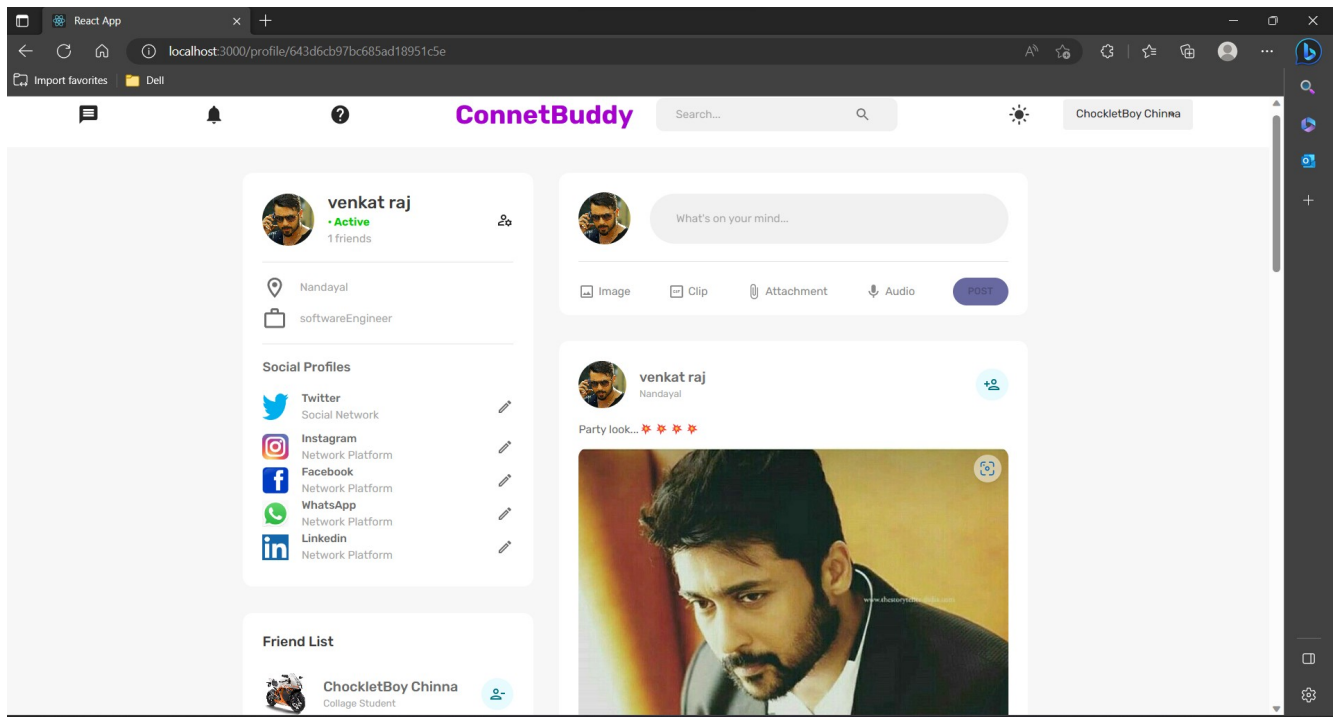 React App
localhost:3000/profile/643d6cb97bc685ad18951c5e
Import favorites
Dell
ConnetBuddy
Search...
ChockletBoy Chinna
venkat raj
• Active
1 friends
Nandayal
softwareEngineer
Social Profiles
Twitter
Social Network
Instagram
Network Platform
Facebook
Network Platform
WhatsApp
Network Platform
Linkedin
Network Platform
Friend List
ChockletBoy Chinna
Collage Student
What's on your mind...
Image
Clip
Attachment
Audio
POST
venkat raj
Nandayal
Party look...